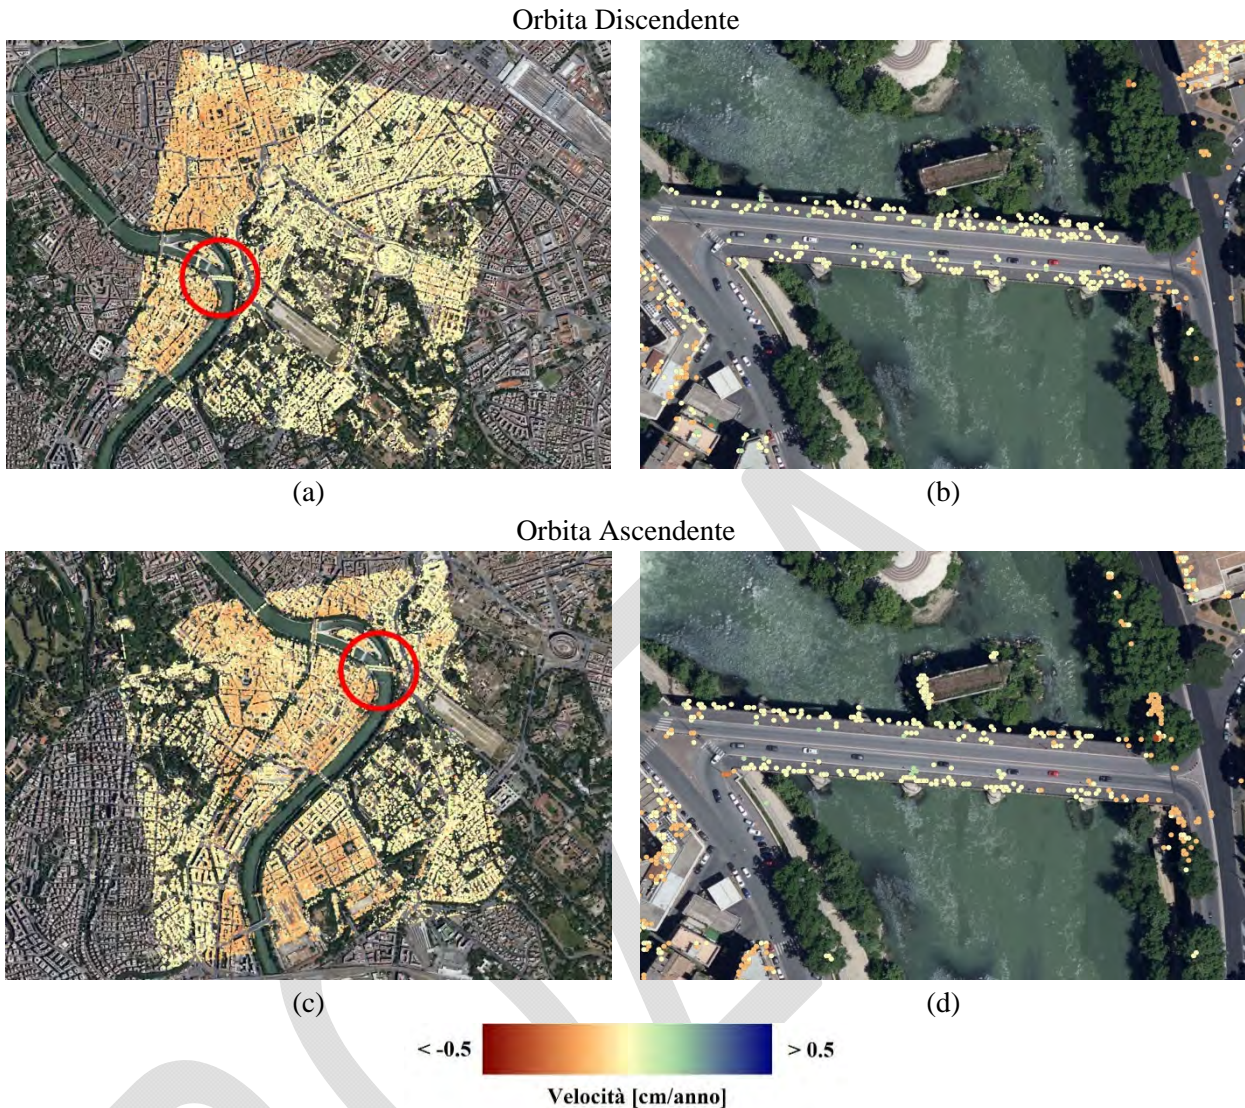 Orbita Discendente
(a)
(b)
Orbita Ascendente
(c)
(d)
< -0.5
> 0.5
Velocità [cm/anno]